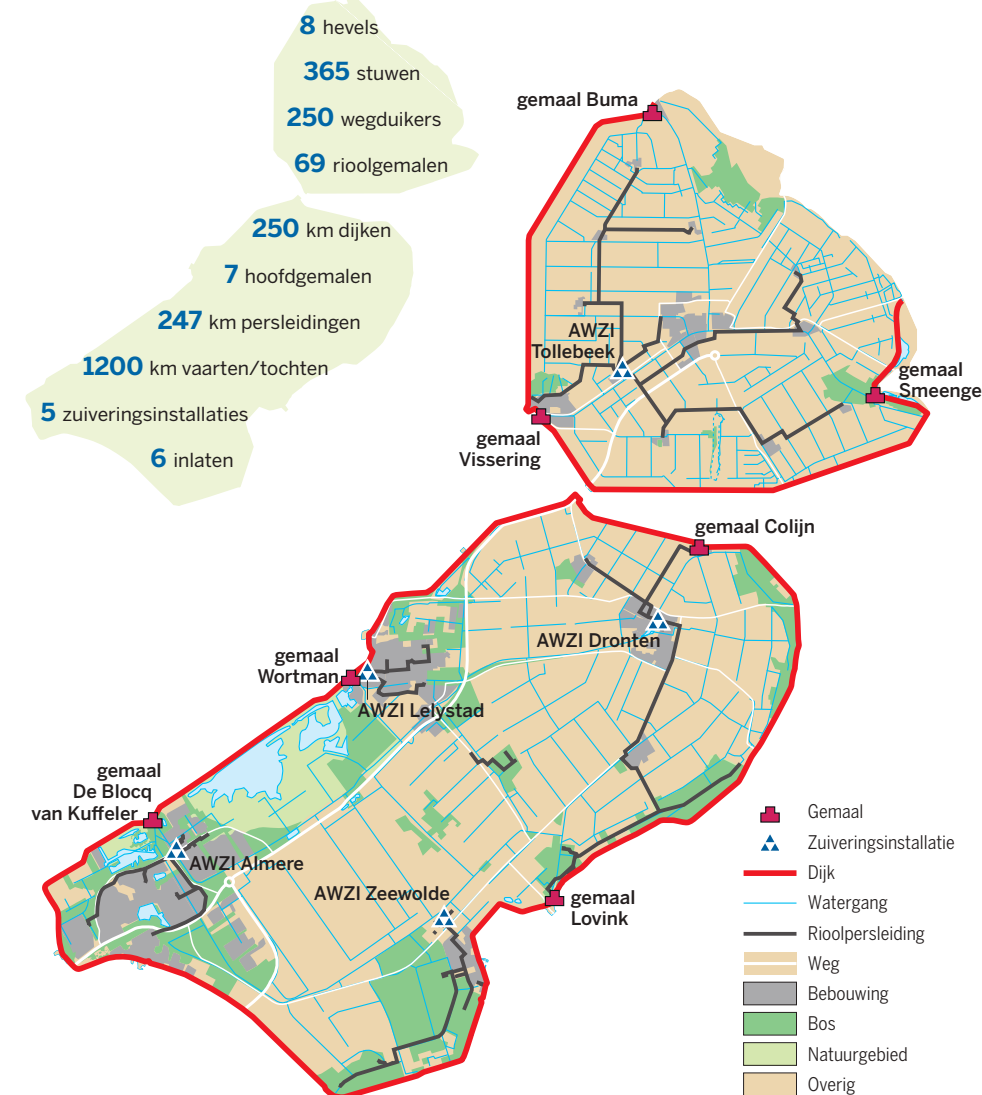 8 hevels
365 stuwen
250 wegduikers
69 rioolgemalen
250 km dijken
7 hoofdgemalen
247 km persleidingen
1200 km vaarten/tochten
5 zuiveringsinstallaties
6 inlaten
gemaal Buma
AWZI
Tollebeek
gemaal
Smeenge
gemaal
Vissering
gemaal Colijn
AWZI Dronten
gemaal
Wortman
AWZI Lelystad
gemaal
De Blocq
van Kuffeler
AWZI Almere
AWZI Zeewolde
gemaal
Lovink
Gemaal
Zuiveringsinstallatie
Dijk
Watergang
Rioolpersleiding
Weg
Bebouwing
Bos
Natuurgebied
Overig